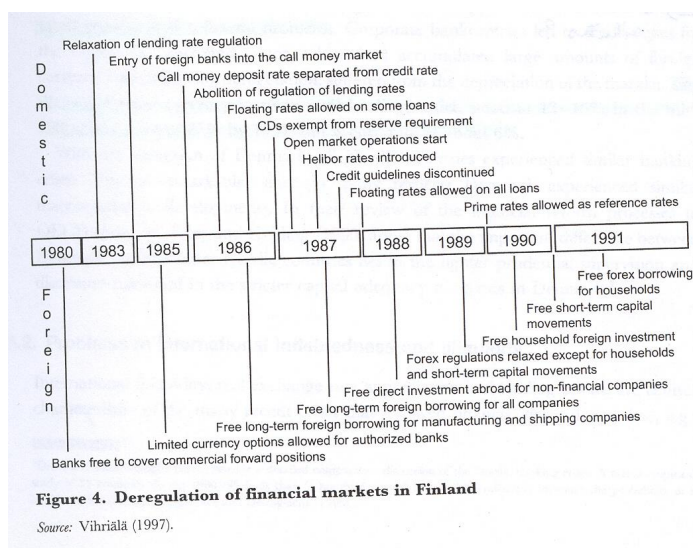 Relaxation of lending rate regulation
Entry of foreign banks into the call money market
Call money deposit rate separated from credit rate
Abolition of regulation of lending rates
Floating rates allowed on some loans
CDs exempt from reserve requirement
Open market operations start
Helibor rates introduced
Credit guidelines discontinued
Floating rates allowed on all loans
Prime rates allowed as reference rates
Domestic
1980 1983 1985 1986 1987 1988 1989 1990 1991
Foreign
Free forex borrowing
for households
Free short-term capital
movements
Free household foreign investment
Forex regulations relaxed except for households
and short-term capital movements
Free direct investment abroad for non-financial companies
Free long-term foreign borrowing for all companies
Free long-term foreign borrowing for manufacturing and shipping companies
Limited currency options allowed for authorized banks
Banks free to cover commercial forward positions
Figure 4. Deregulation of financial markets in Finland
Source: Vihriälä (1997).